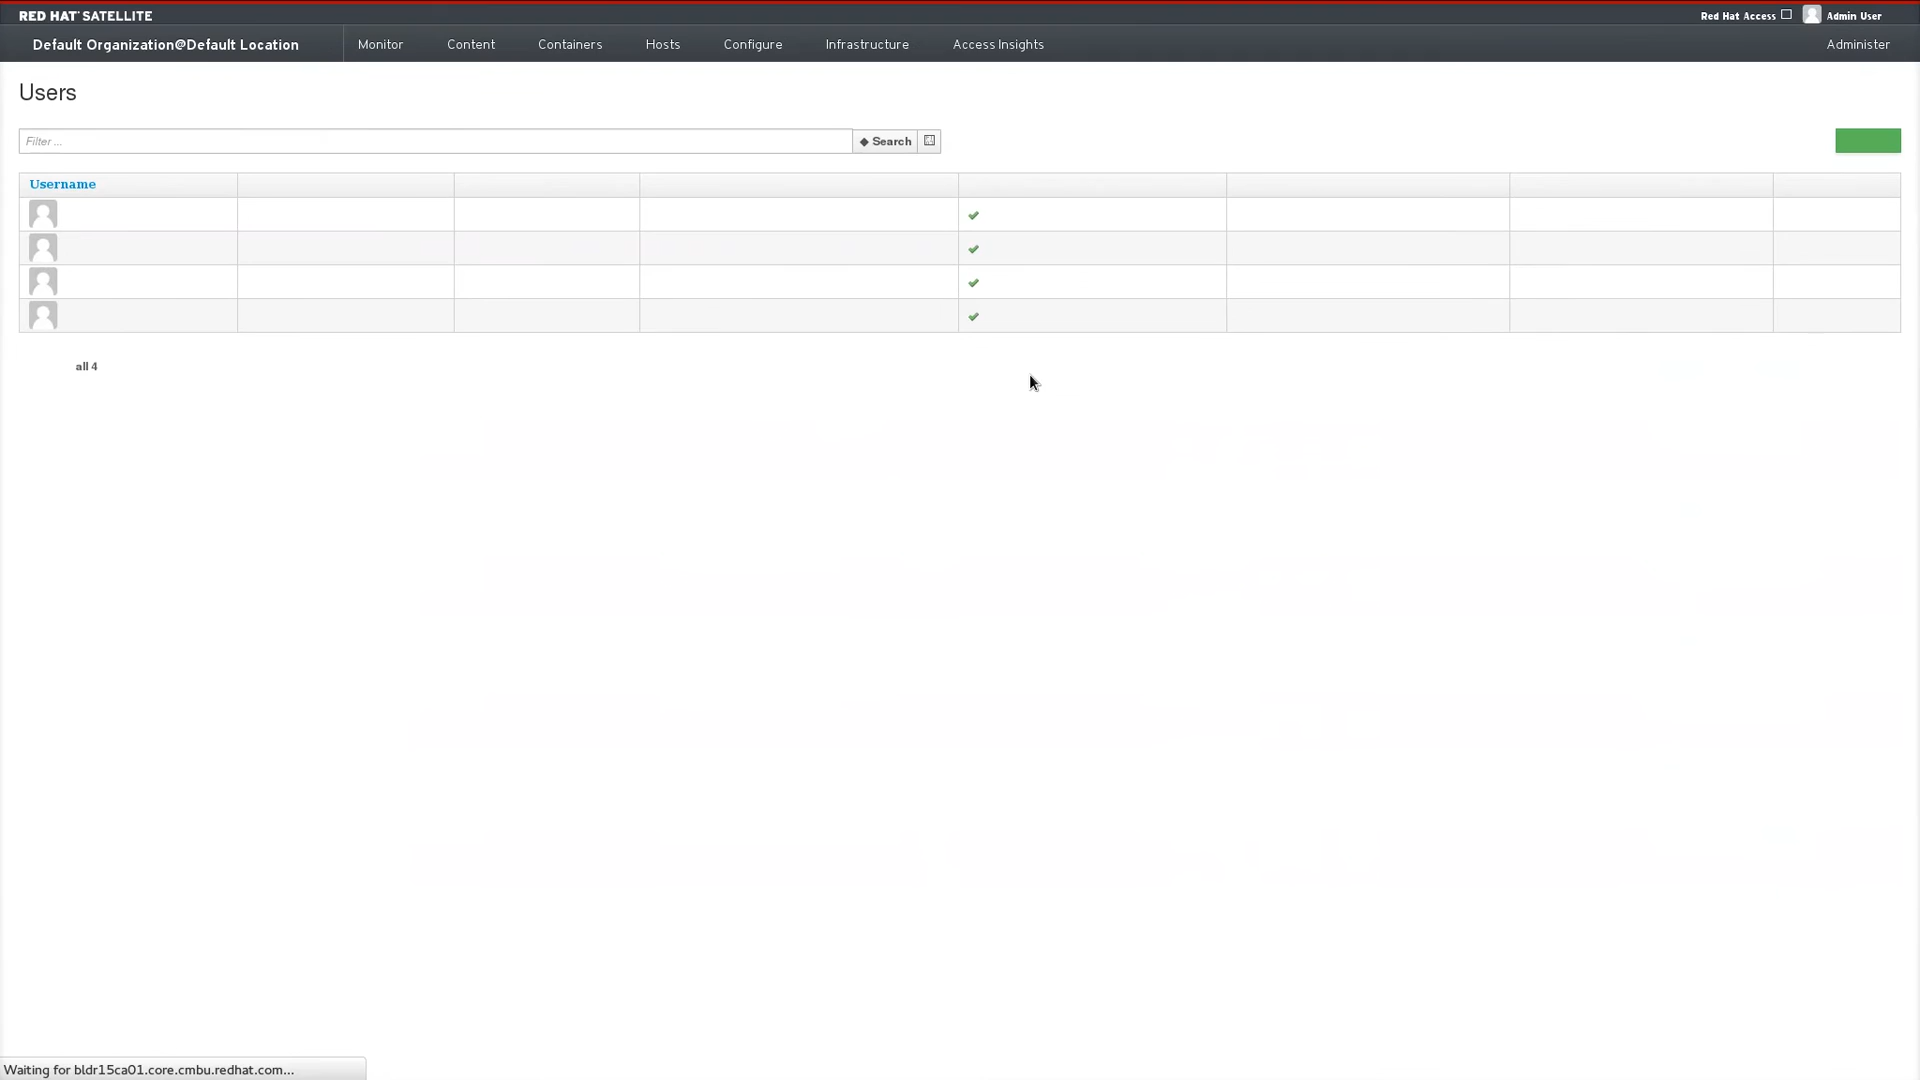 RED HAT SATELLITE
Red Hat Access Admin User
Default Organization@Default Location Monitor Content Containers Hosts Configure Infrastructure Access Insights Administer
Users
Filter ... Search
Username
all 4
Waiting for bldr15ca01.core.cmbu.redhat.com...